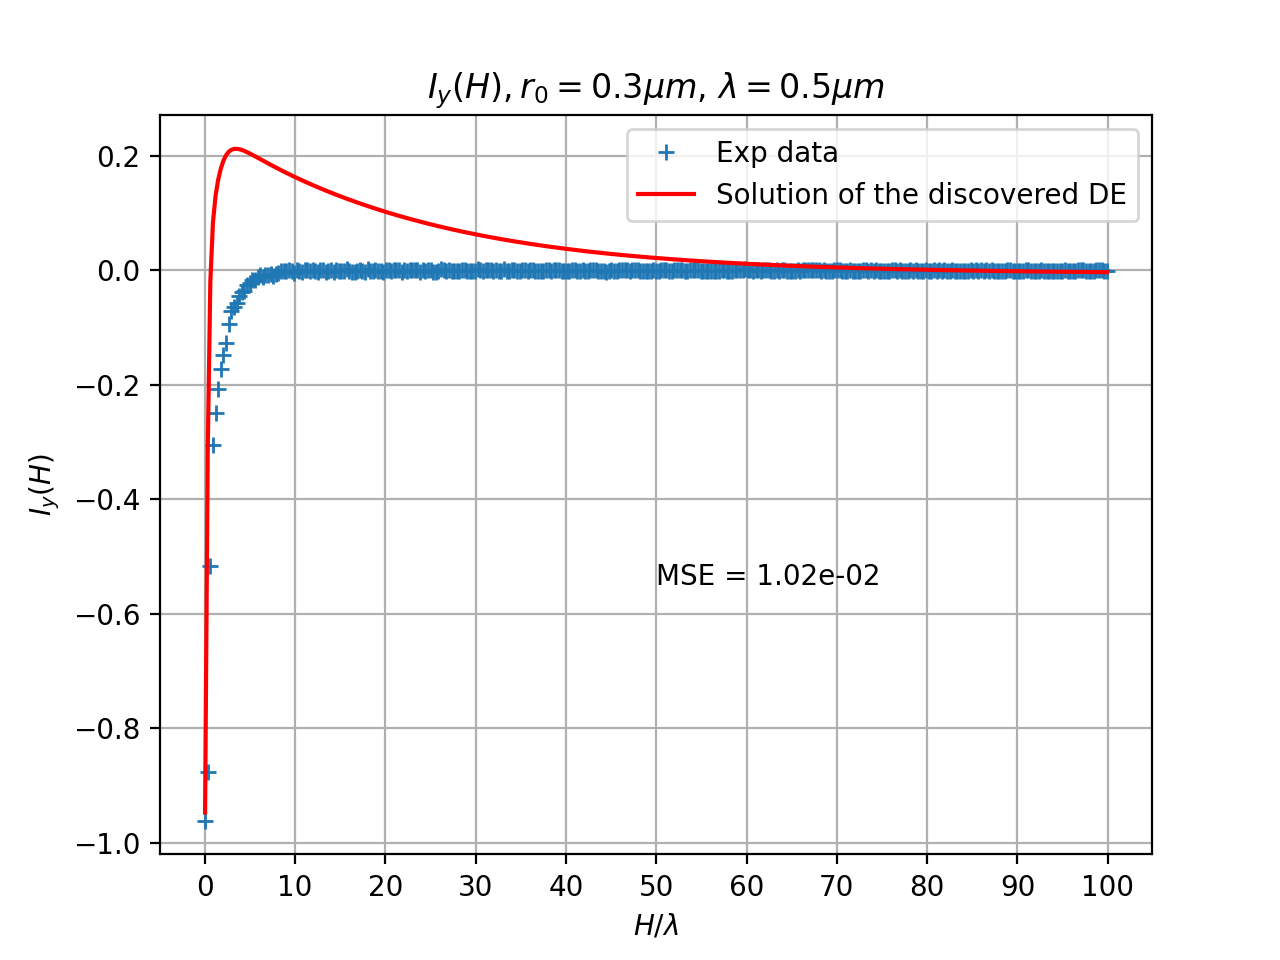 I_y(H), r_0 = 0.3μm, λ = 0.5μm
Exp data
Solution of the discovered DE
0.2
0.0
−0.2
−0.4
−0.6
−0.8
−1.0
I_y(H)
MSE = 1.02e-02
0 10 20 30 40 50 60 70 80 90 100
H/λ